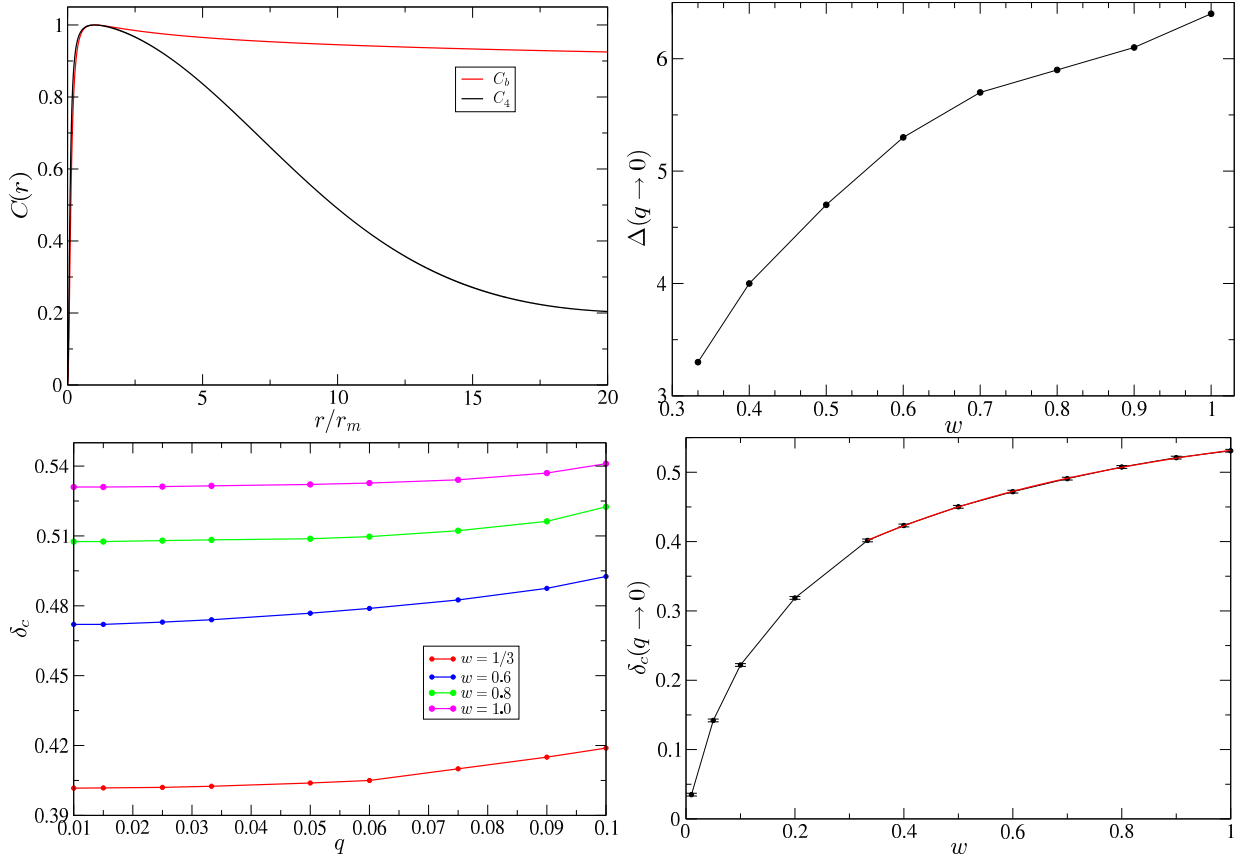 1
0.8
0.6
0.4
0.2
0
C(r)
C_b
C_4
0 5 10 15 20
r/r_m
6
5
4
3
Δ(q → 0)
0.3 0.4 0.5 0.6 0.7 0.8 0.9 1
w
0.54
0.51
0.48
0.45
0.42
0.39
δ_c
w = 1/3
w = 0.6
w = 0.8
w = 1.0
0.01 0.02 0.03 0.04 0.05 0.06 0.07 0.08 0.09 0.1
q
0.5
0.4
0.3
0.2
0.1
0
δ_c(q → 0)
0 0.2 0.4 0.6 0.8 1
w